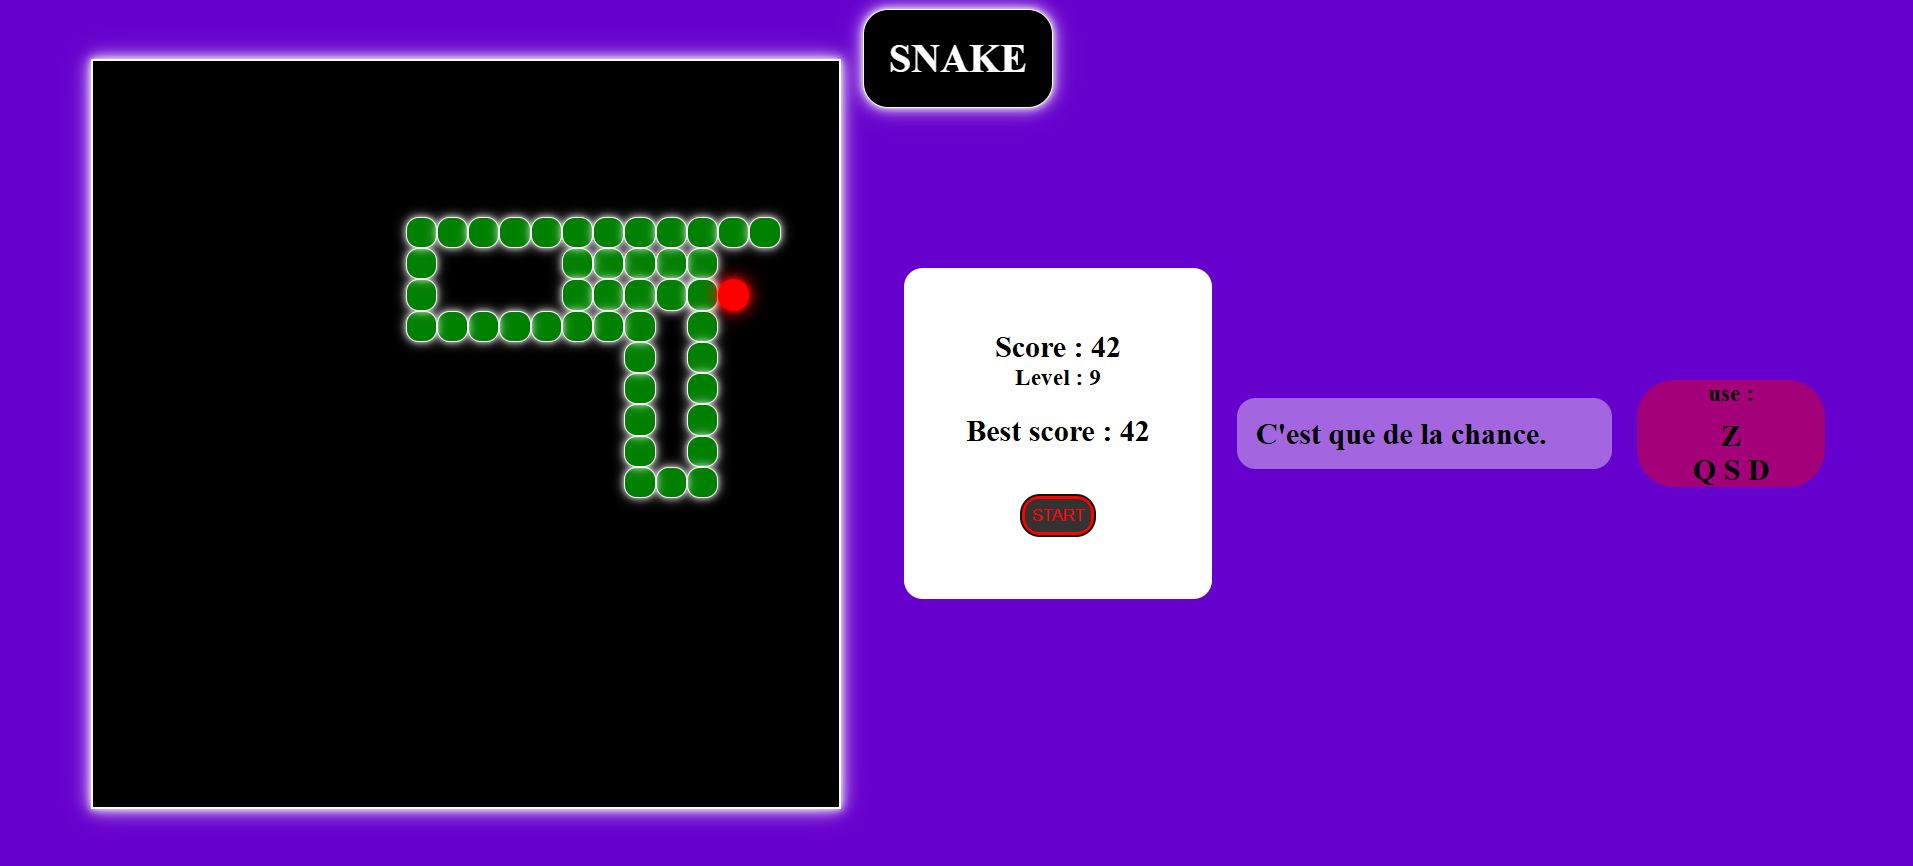 SNAKE
Score : 42
Level : 9
Best score : 42
START
C'est que de la chance.
use :
Z
Q S D